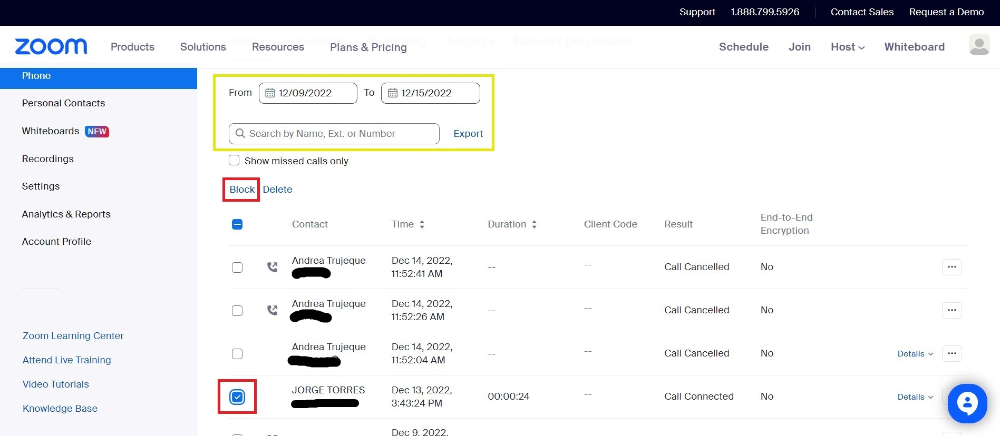 Support 1.888.799.5926 Contact Sales Request a Demo
History Voicemail Recording Settings Network Diagnostics
zoom Products Solutions Resources Plans & Pricing Schedule Join Host Whiteboard
Phone
Personal Contacts
Whiteboards NEW
Recordings
Settings
Analytics & Reports
Account Profile
Zoom Learning Center
Attend Live Training
Video Tutorials
Knowledge Base
From 12/09/2022 To 12/15/2022
Search by Name, Ext. or Number Export
Show missed calls only
Block Delete
Contact Time Duration Client Code Result End-to-End
Encryption
Andrea Trujeque Dec 14, 2022,
11:52:41 AM -- -- Call Cancelled No ...
Andrea Trujeque Dec 14, 2022,
11:52:26 AM -- -- Call Cancelled No ...
Andrea Trujeque Dec 14, 2022,
11:52:04 AM -- -- Call Cancelled No Details ...
JORGE TORRES Dec 13, 2022,
3:43:24 PM 00:00:24 -- Call Connected No Details
Dec 9, 2022,